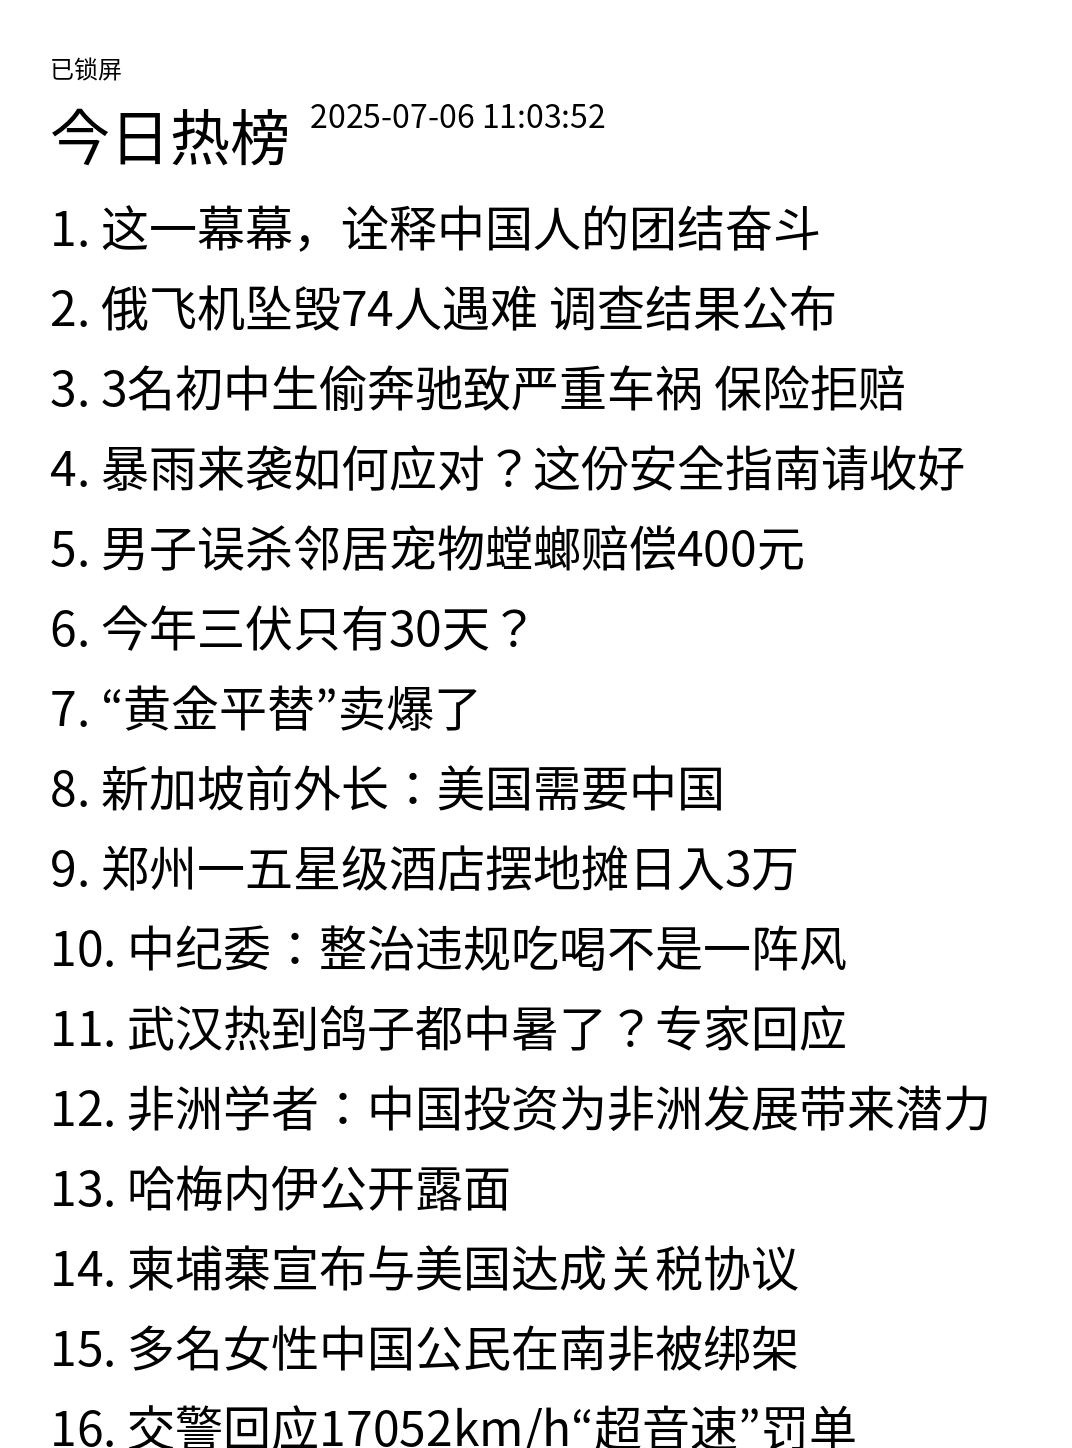 已锁屏
今日热榜 2025-07-06 11:03:52
1. 这一幕幕，诠释中国人的团结奋斗
2. 俄飞机坠毁74人遇难 调查结果公布
3. 3名初中生偷奔驰致严重车祸 保险拒赔
4. 暴雨来袭如何应对？这份安全指南请收好
5. 男子误杀邻居宠物螳螂赔偿400元
6. 今年三伏只有30天？
7. “黄金平替”卖爆了
8. 新加坡前外长：美国需要中国
9. 郑州一五星级酒店摆地摊日入3万
10. 中纪委：整治违规吃喝不是一阵风
11. 武汉热到鸽子都中暑了？专家回应
12. 非洲学者：中国投资为非洲发展带来潜力
13. 哈梅内伊公开露面
14. 柬埔寨宣布与美国达成关税协议
15. 多名女性中国公民在南非被绑架
16. 交警回应17052km/h“超音速”罚单